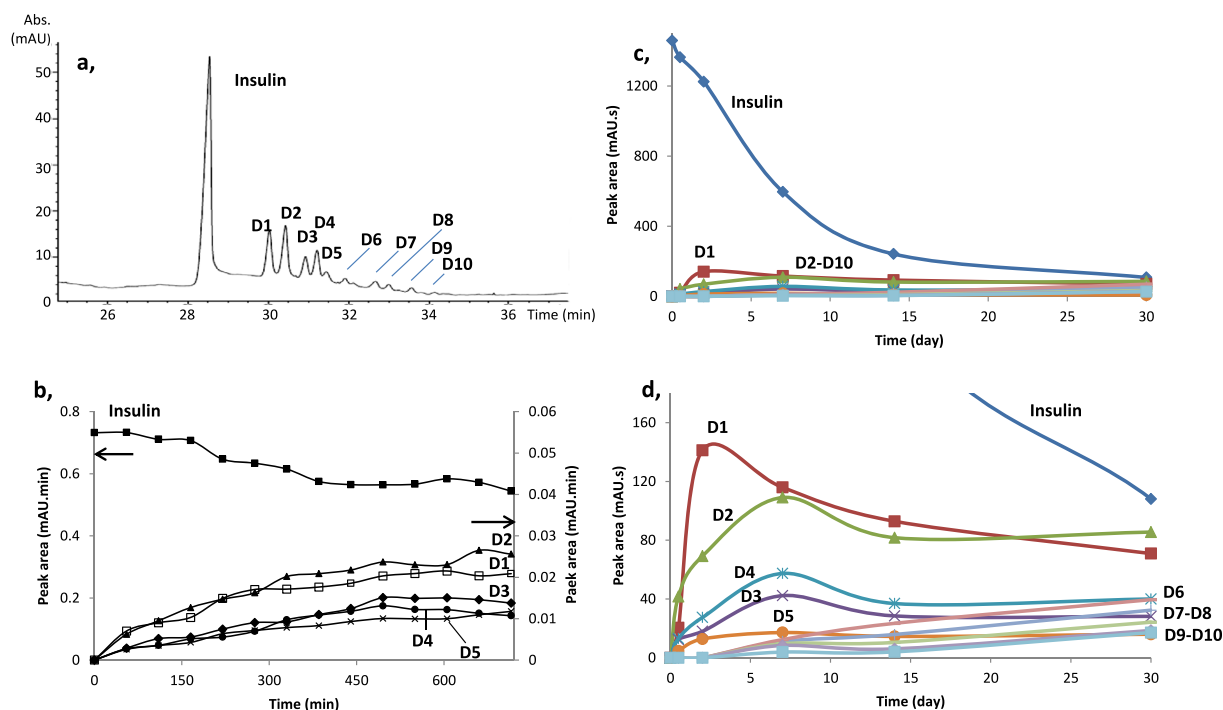 Abs.
(mAU)
a,
Insulin
50
40
30
20
10
0
D1
D2
D3
D4
D5
D6
D7
D8
D9
D10
26
28
30
32
34
36
Time (min)
b,
Insulin
0.8
0.6
0.4
0.2
0
Peak area (mAU.min)
0.06
0.05
0.04
0.03
0.02
0.01
0
Paek area (mAU.min)
D2
D1
D3
D4
D5
0
150
300
450
600
Time (min)
c,
Insulin
1200
800
400
0
Peak area (mAU.s)
D1
D2-D10
0
5
10
15
20
25
30
Time (day)
d,
Insulin
160
120
80
40
0
Peak area (mAU.s)
D1
D2
D4
D3
D5
D6
D7-D8
D9-D10
0
5
10
15
20
25
30
Time (day)